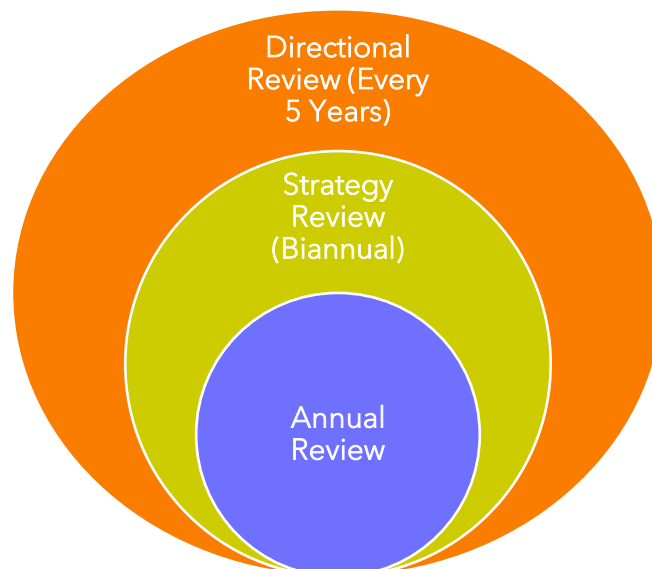 Directional
Review (Every
5 Years)
Strategy
Review
(Biannual)
Annual
Review